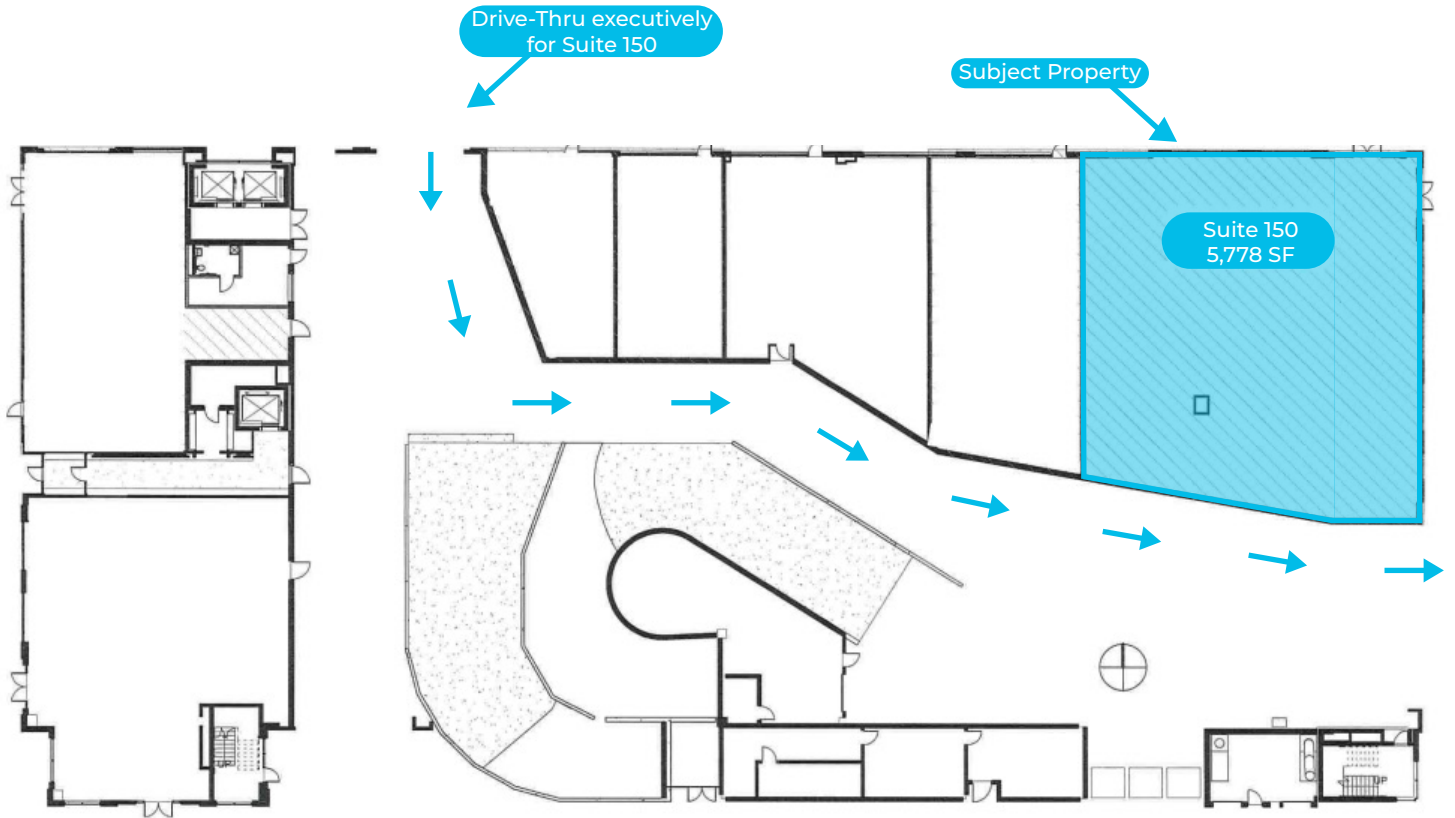 Drive-Thru executively
for Suite 150
Subject Property
Suite 150
5,778 SF
UP